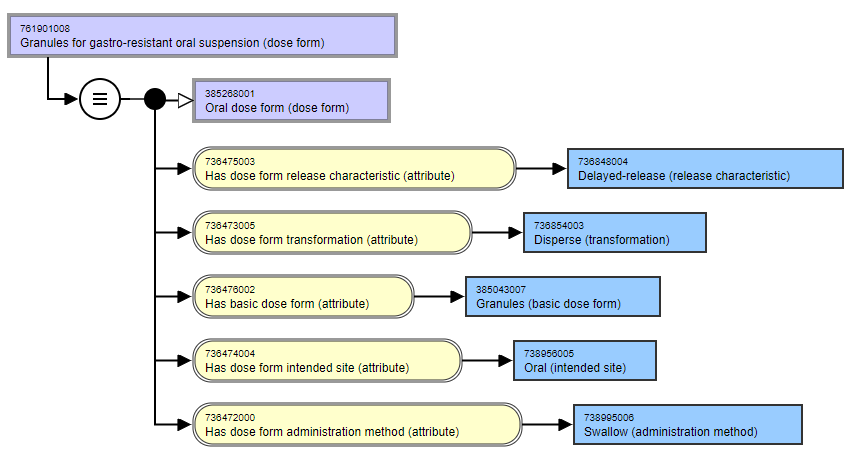 761901008
Granules for gastro-resistant oral suspension (dose form)
385268001
Oral dose form (dose form)
736475003
Has dose form release characteristic (attribute)
736848004
Delayed-release (release characteristic)
736473005
Has dose form transformation (attribute)
736854003
Disperse (transformation)
736476002
Has basic dose form (attribute)
385043007
Granules (basic dose form)
736474004
Has dose form intended site (attribute)
738956005
Oral (intended site)
736472000
Has dose form administration method (attribute)
738995006
Swallow (administration method)